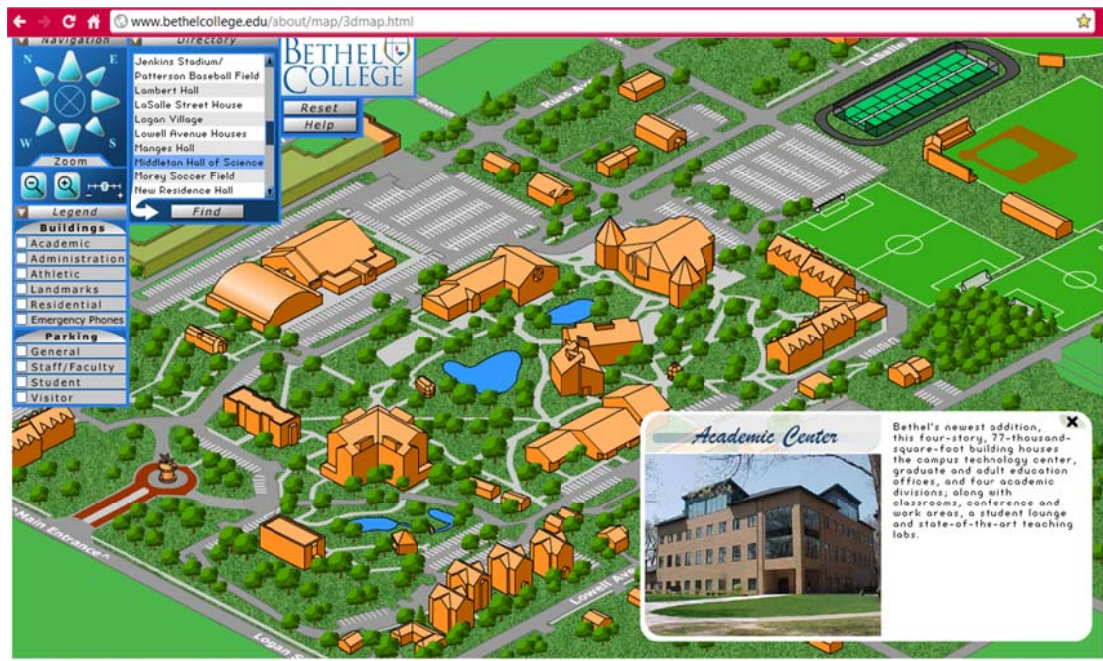 www.bethelcollege.edu/about/map/3dmap.html
Navigation
Directory
N
E
W
S
Zoom
Jenkins Stadium/
Patterson Baseball Field
Lambert Hall
LaSalle Street House
Logan Village
Lowell Avenue Houses
Manges Hall
Middleton Hall of Science
Morey Soccer Field
New Residence Hall
Find
BETHEL
COLLEGE
Reset
Help
Legend
Buildings
Academic
Administration
Athletic
Landmarks
Residential
Emergency Phones
Parking
General
Staff/Faculty
Student
Visitor
Russ Ave.
LaSalle
Main Entrance
Logan
Lowell Ave
Academic Center
Bethel's newest addition,
this four-story, 77-thousand-
square-foot building houses
the campus technology center,
graduate and adult education
offices, and four academic
divisions; along with
classrooms, conference and
work areas, a student lounge
and state-of-the-art teaching
labs.